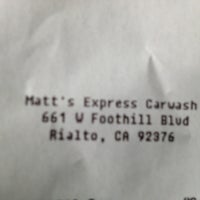 Matt's Express Carwash
661 W Foothill Blvd
Rialto, CA 92376